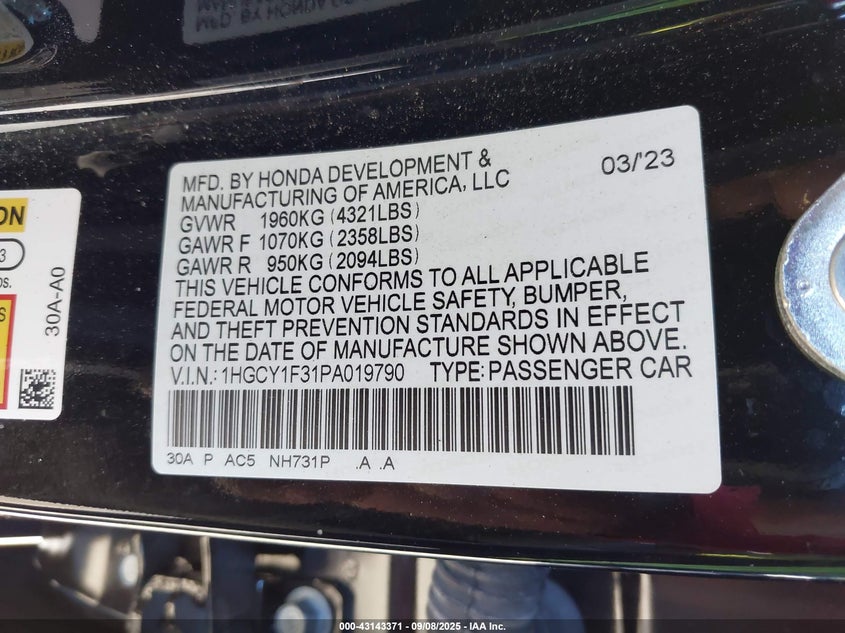 MFD. BY HONDA DEVELOPMENT & 03/'23
MANUFACTURING OF AMERICA, LLC
GVWR 1960KG (4321LBS)
GAWR F 1070KG (2358LBS)
GAWR R 950KG (2094LBS)
THIS VEHICLE CONFORMS TO ALL APPLICABLE
FEDERAL MOTOR VEHICLE SAFETY, BUMPER,
AND THEFT PREVENTION STANDARDS IN EFFECT
ON THE DATE OF MANUFACTURE SHOWN ABOVE.
V.I.N.: 1HGCY1F31PA019790 TYPE: PASSENGER CAR
30A P AC5 NH731P .A .A
ON
3
os.
S
30A-A0
000-43143371 - 09/08/2025 - IAA Inc.